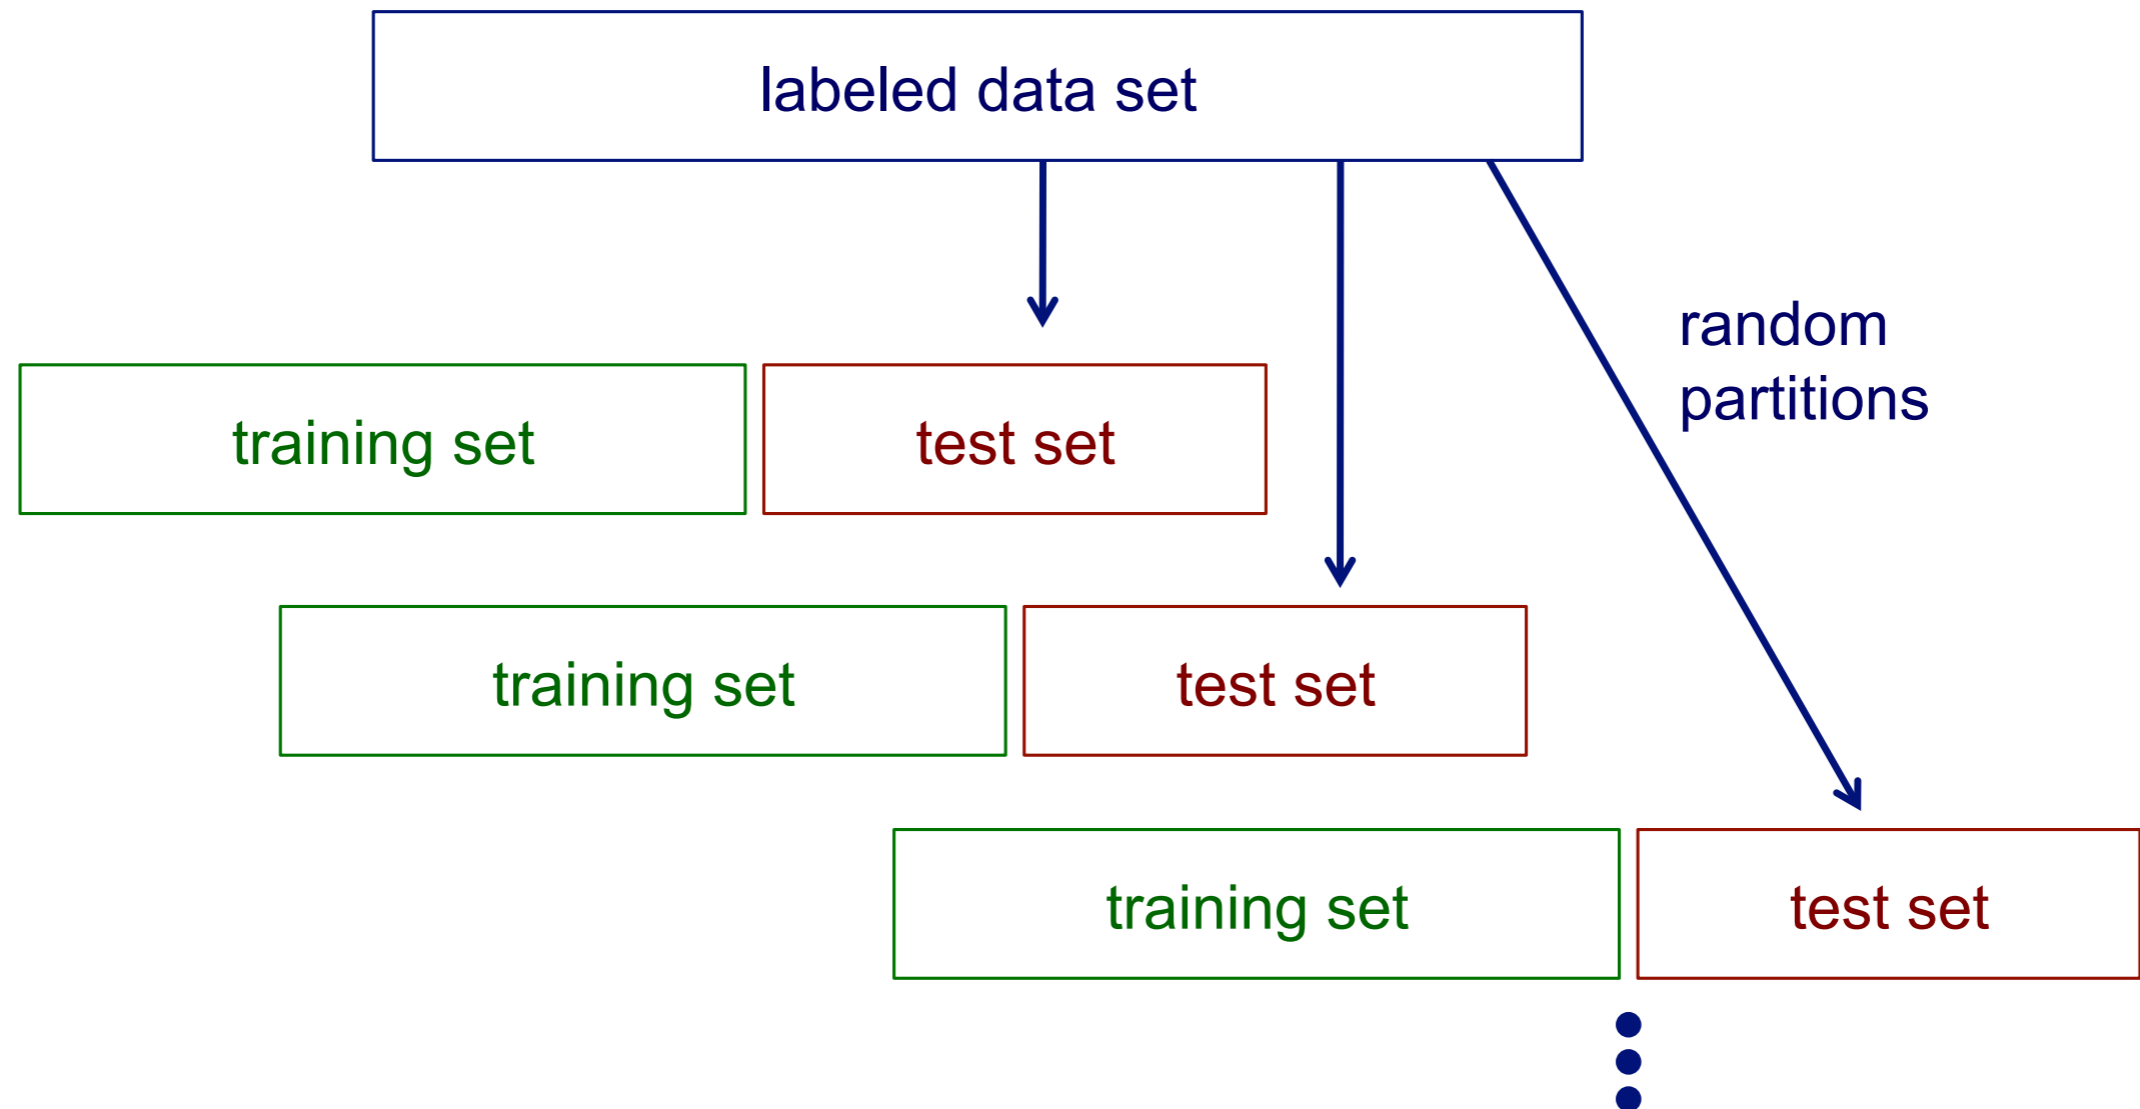 labeled data set
random
partitions
training set
test set
training set
test set
training set
test set